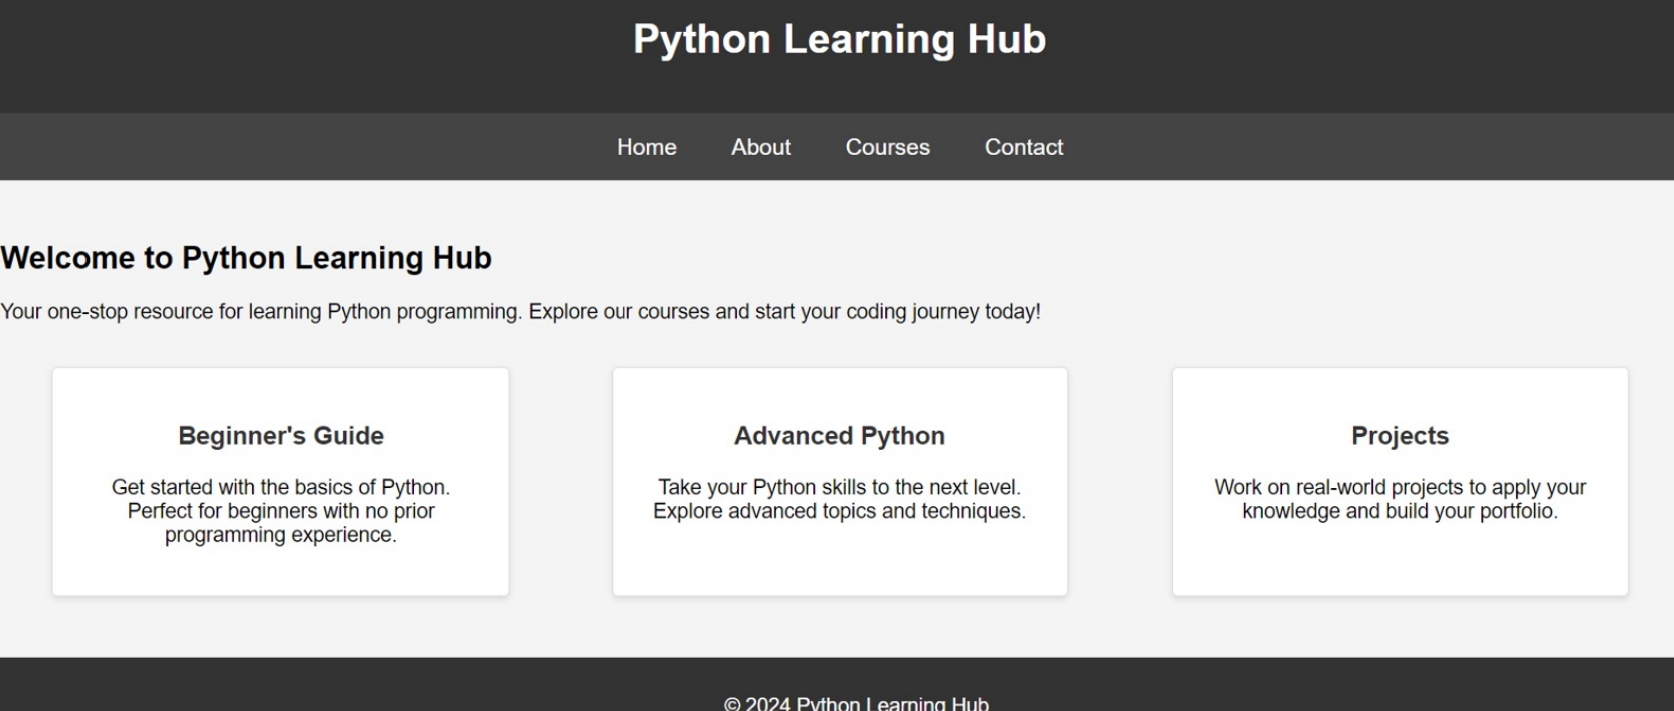 Python Learning Hub
Home About Courses Contact
Welcome to Python Learning Hub
Your one-stop resource for learning Python programming. Explore our courses and start your coding journey today!
Beginner's Guide
Get started with the basics of Python.
Perfect for beginners with no prior
programming experience.
Advanced Python
Take your Python skills to the next level.
Explore advanced topics and techniques.
Projects
Work on real-world projects to apply your
knowledge and build your portfolio.
© 2024 Python Learning Hub